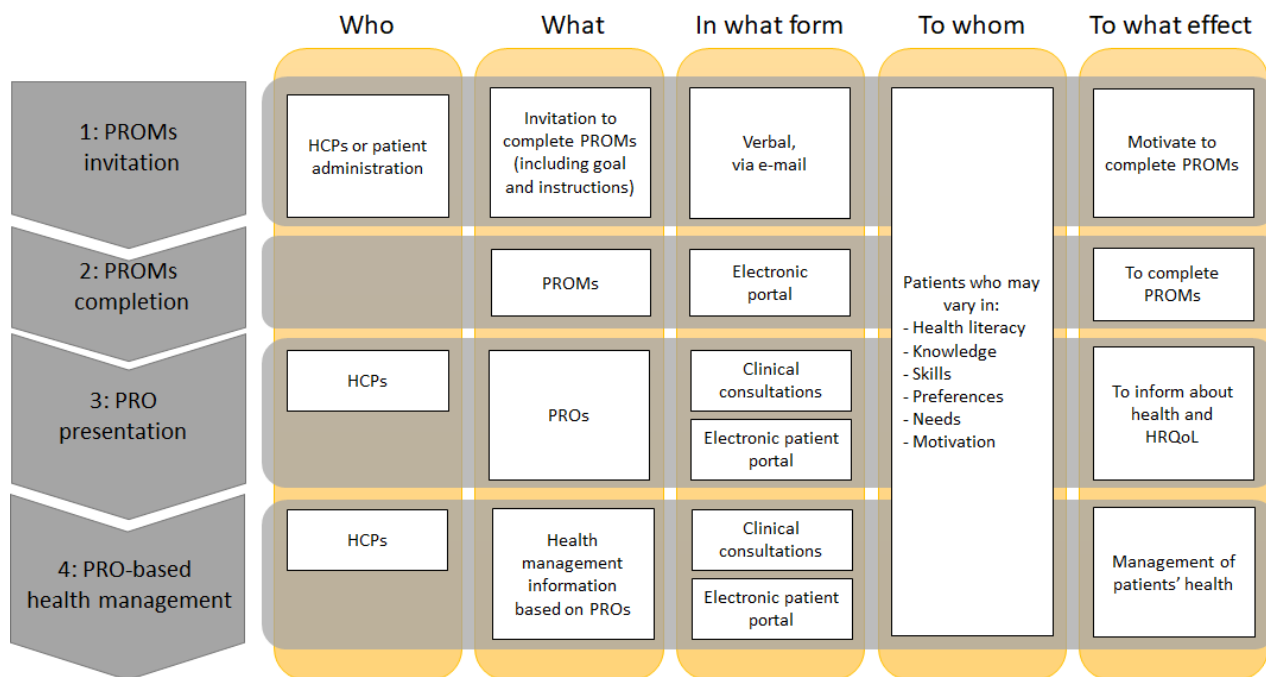 Who
What
In what form
To whom
To what effect
1: PROMs
invitation
HCPs or patient
administration
Invitation to
complete PROMs
(including goal
and instructions)
Verbal,
via e-mail
Motivate to
complete PROMs
2: PROMs
completion
PROMs
Electronic
portal
Patients who may
vary in:
- Health literacy
- Knowledge
- Skills
- Preferences
- Needs
- Motivation
To complete
PROMs
3: PRO
presentation
HCPs
PROs
Clinical
consultations
Electronic patient
portal
To inform about
health and
HRQoL
4: PRO-based
health management
HCPs
Health
management
information
based on PROs
Clinical
consultations
Electronic patient
portal
Management of
patients’ health